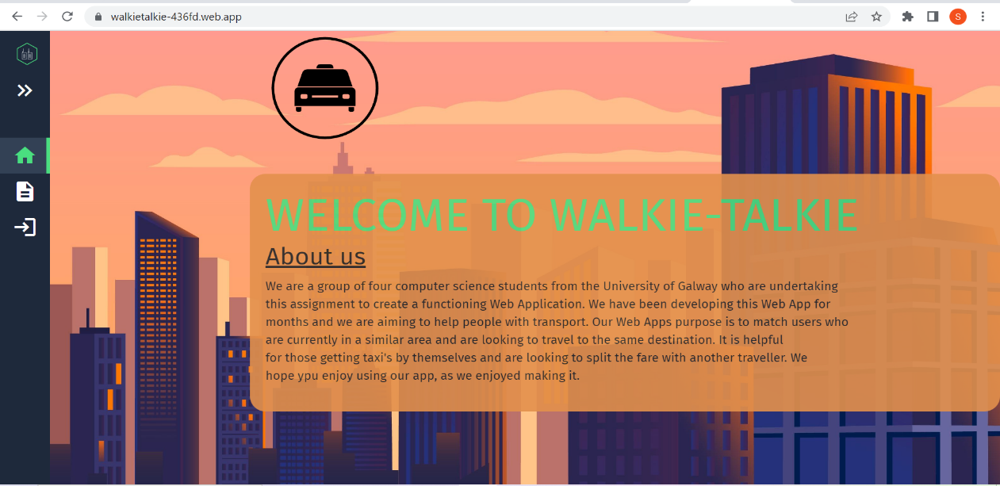 walkietalkie-436fd.web.app
S
WELCOME TO WALKIE-TALKIE
About us
We are a group of four computer science students from the University of Galway who are undertaking
this assignment to create a functioning Web Application. We have been developing this Web App for
months and we are aiming to help people with transport. Our Web Apps purpose is to match users who
are currently in a similar area and are looking to travel to the same destination. It is helpful
for those getting taxi's by themselves and are looking to split the fare with another traveller. We
hope ypu enjoy using our app, as we enjoyed making it.